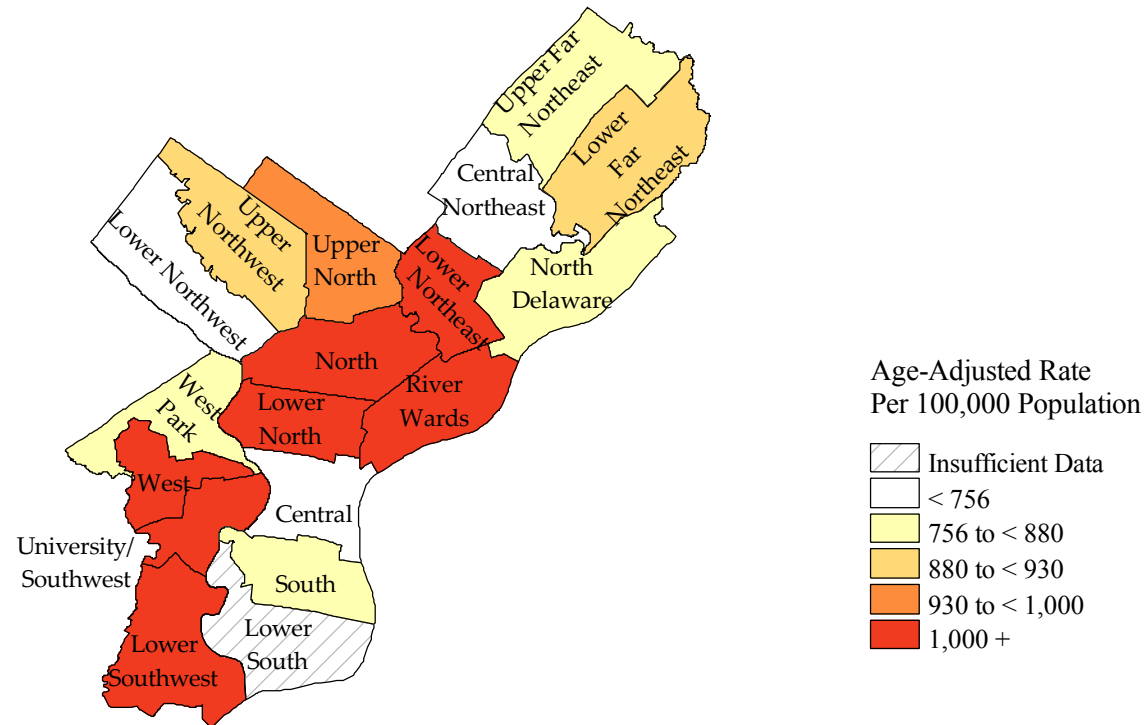 Upper Far
Northeast
Lower
Far
Northeast
Central
Northeast
Upper
Northwest
Lower Northwest
Upper
North
Lower
Northeast
North
Delaware
North
River
Wards
West
Park
Lower
North
West
Central
University/
Southwest
South
Lower
South
Lower
Southwest
Age-Adjusted Rate
Per 100,000 Population
Insufficient Data
< 756
756 to < 880
880 to < 930
930 to < 1,000
1,000 +